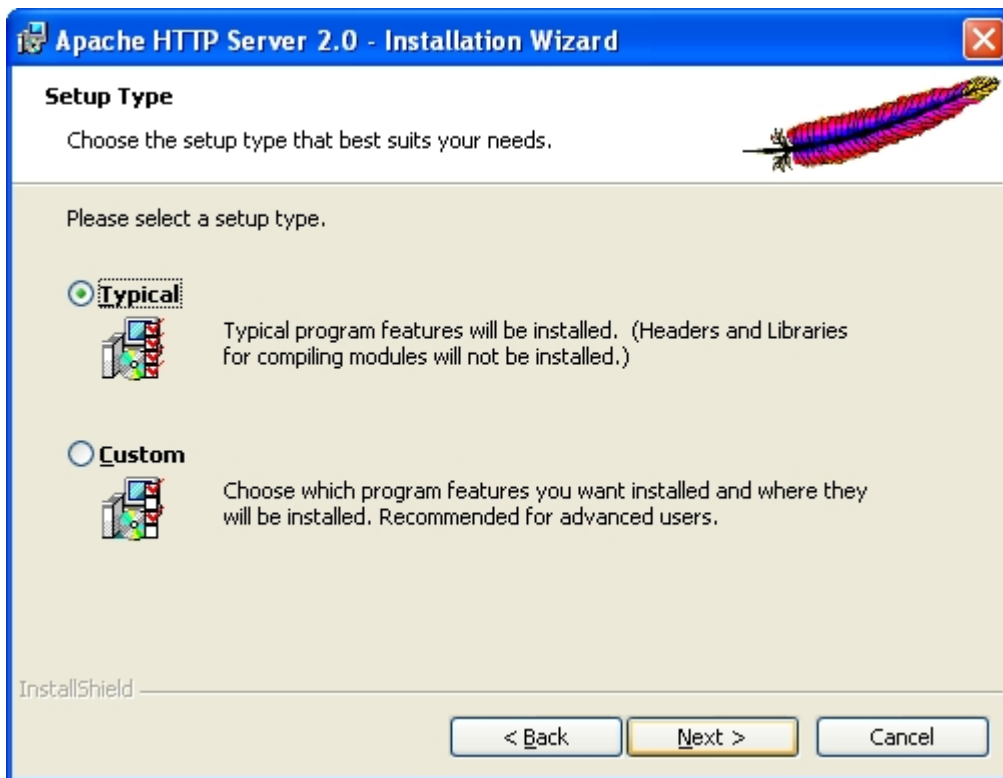 Apache HTTP Server 2.0 - Installation Wizard
Setup Type
Choose the setup type that best suits your needs.
Please select a setup type.
Typical
Typical program features will be installed.  (Headers and Libraries
for compiling modules will not be installed.)
Custom
Choose which program features you want installed and where they
will be installed. Recommended for advanced users.
InstallShield
< Back
Next >
Cancel